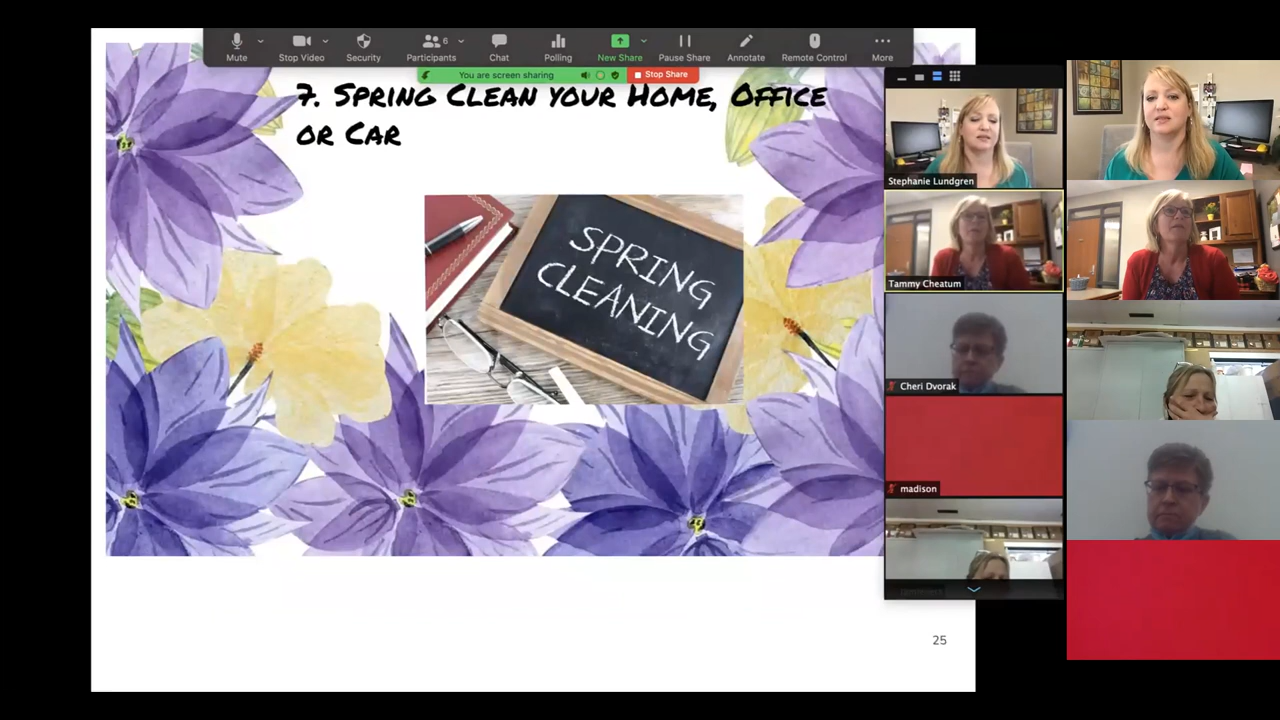 Mute
Stop Video
Security
Participants
6
Chat
Polling
New Share
Pause Share
Annotate
Remote Control
More
You are screen sharing
Stop Share
7. Spring Clean your Home, Office
or Car
SPRING
CLEANING
Stephanie Lundgren
Tammy Cheatum
Cheri Dvorak
madison
25